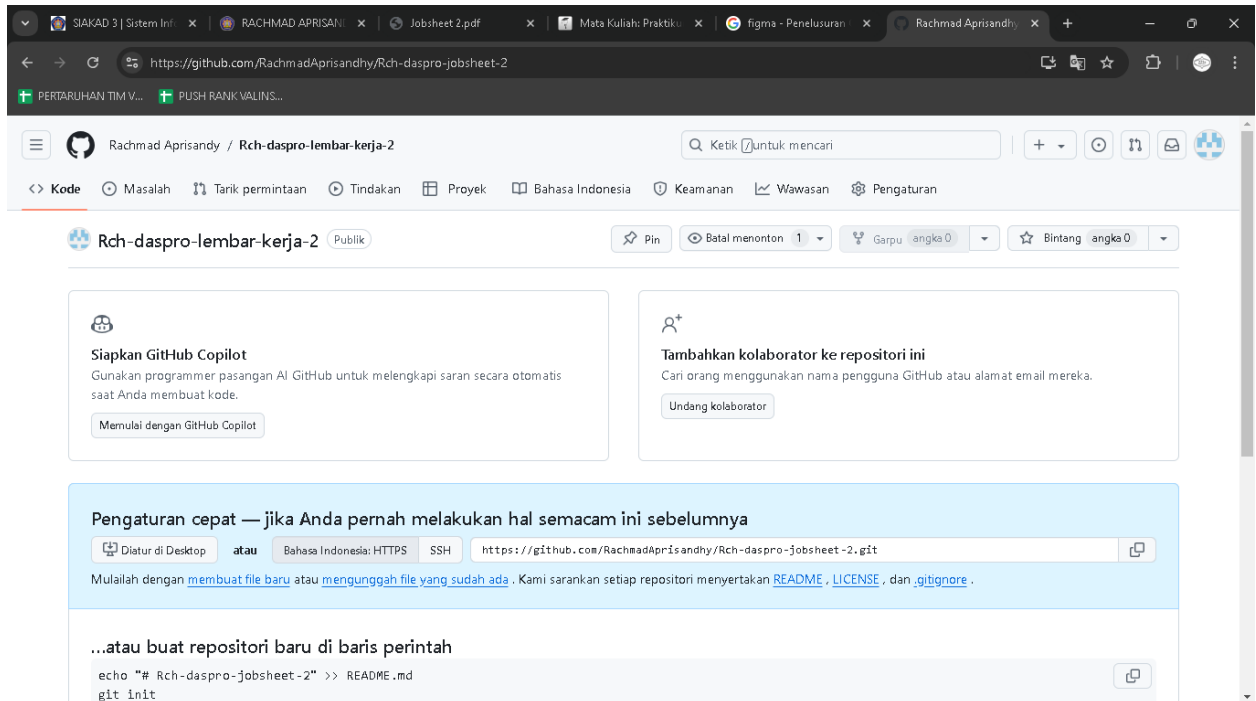 SIAKAD 3 | Sistem Inf
RACHMAD APRISAN
Jobsheet 2.pdf
Mata Kuliah: Praktiku
figma - Penelusuran
Rachmad Aprisandhy
https://github.com/RachmadAprisandhy/Rch-daspro-jobsheet-2
PERTARUHAN TIM V... PUSH RANK VALINS...
Rachmad Aprisandy / Rch-daspro-lembar-kerja-2
Ketik / untuk mencari
Kode Masalah Tarik permintaan Tindakan Proyek Bahasa Indonesia Keamanan Wawasan Pengaturan
Rch-daspro-lembar-kerja-2 Publik
Pin Batal menonton 1 Garpu angka 0 Bintang angka 0
Siapkan GitHub Copilot
Gunakan programmer pasangan AI GitHub untuk melengkapi saran secara otomatis
saat Anda membuat kode.
Memulai dengan GitHub Copilot
Tambahkan kolaborator ke repositori ini
Cari orang menggunakan nama pengguna GitHub atau alamat email mereka.
Undang kolaborator
Pengaturan cepat — jika Anda pernah melakukan hal semacam ini sebelumnya
Diatur di Desktop atau Bahasa Indonesia: HTTPS SSH https://github.com/RachmadAprisandhy/Rch-daspro-jobsheet-2.git
Mulailah dengan membuat file baru atau mengunggah file yang sudah ada . Kami sarankan setiap repositori menyertakan README , LICENSE , dan .gitignore .
...atau buat repositori baru di baris perintah
echo "# Rch-daspro-jobsheet-2" >> README.md
git init